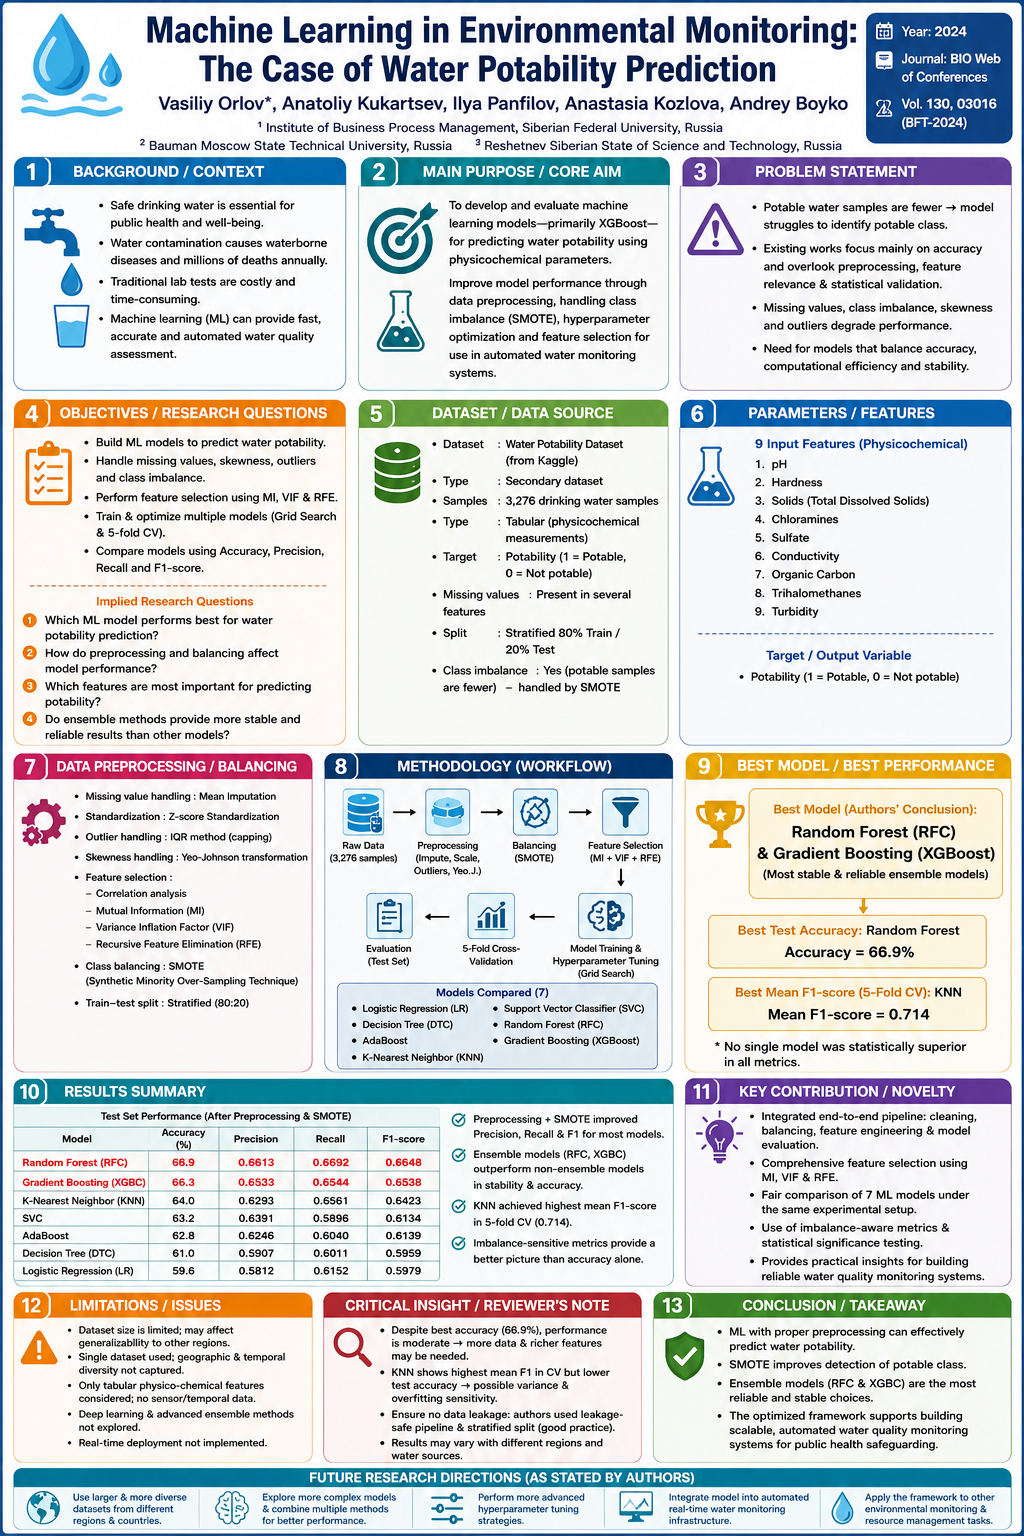 Machine Learning in Environmental Monitoring:
The Case of Water Potability Prediction
Vasiliy Orlov*, Anatoliy Kukartsev, Ilya Panfilov, Anastasia Kozlova, Andrey Boyko
1 Institute of Business Process Management, Siberian Federal University, Russia
2 Bauman Moscow State Technical University, Russia 3 Reshetnev Siberian State of Science and Technology, Russia
Year: 2024
Journal: BIO Web
of Conferences
Vol. 130, 03016
(BFT-2024)
1 BACKGROUND / CONTEXT
• Safe drinking water is essential for
public health and well-being.
• Water contamination causes waterborne
diseases and millions of deaths annually.
• Traditional lab tests are costly and
time-consuming.
• Machine learning (ML) can provide fast,
accurate and automated water quality
assessment.
2 MAIN PURPOSE / CORE AIM
To develop and evaluate machine
learning models—primarily XGBoost—
for predicting water potability using
physicochemical parameters.
Improve model performance through
data preprocessing, handling class
imbalance (SMOTE), hyperparameter
optimization and feature selection for
use in automated water monitoring
systems.
3 PROBLEM STATEMENT
• Potable water samples are fewer → model
struggles to identify potable class.
• Existing works focus mainly on accuracy
and overlook preprocessing, feature
relevance & statistical validation.
• Missing values, class imbalance, skewness
and outliers degrade performance.
• Need for models that balance accuracy,
computational efficiency and stability.
4 OBJECTIVES / RESEARCH QUESTIONS
• Build ML models to predict water potability.
• Handle missing values, skewness, outliers
and class imbalance.
• Perform feature selection using MI, VIF & RFE.
• Train & optimize multiple models (Grid Search
& 5-fold CV).
• Compare models using Accuracy, Precision,
Recall and F1-score.
Implied Research Questions
1 Which ML model performs best for water
potability prediction?
2 How do preprocessing and balancing affect
model performance?
3 Which features are most important for predicting
potability?
4 Do ensemble methods provide more stable and
reliable results than other models?
5 DATASET / DATA SOURCE
• Dataset : Water Potability Dataset
(from Kaggle)
• Type : Secondary dataset
• Samples : 3,276 drinking water samples
• Type : Tabular (physicochemical
measurements)
• Target : Potability (1 = Potable,
0 = Not potable)
• Missing values : Present in several
features
• Split : Stratified 80% Train /
20% Test
• Class imbalance : Yes (potable samples
are fewer) – handled by SMOTE
6 PARAMETERS / FEATURES
9 Input Features (Physicochemical)
1. pH
2. Hardness
3. Solids (Total Dissolved Solids)
4. Chloramines
5. Sulfate
6. Conductivity
7. Organic Carbon
8. Trihalomethanes
9. Turbidity
Target / Output Variable
• Potability (1 = Potable, 0 = Not potable)
7 DATA PREPROCESSING / BALANCING
• Missing value handling : Mean Imputation
• Standardization : Z-score Standardization
• Outlier handling : IQR method (capping)
• Skewness handling : Yeo-Johnson transformation
• Feature selection :
– Correlation analysis
– Mutual Information (MI)
– Variance Inflation Factor (VIF)
– Recursive Feature Elimination (RFE)
• Class balancing : SMOTE
(Synthetic Minority Over-Sampling Technique)
• Train–test split : Stratified (80:20)
8 METHODOLOGY (WORKFLOW)
Raw Data
(3,276 samples)
Preprocessing
(Impute, Scale,
Outliers, Yeo.J.)
Balancing
(SMOTE)
Feature Selection
(MI + VIF + RFE)
Evaluation
(Test Set)
5-Fold Cross-
Validation
Model Training &
Hyperparameter Tuning
(Grid Search)
Models Compared (7)
• Logistic Regression (LR)
• Decision Tree (DTC)
• AdaBoost
• K-Nearest Neighbor (KNN)
• Support Vector Classifier (SVC)
• Random Forest (RFC)
• Gradient Boosting (XGBoost)
9 BEST MODEL / BEST PERFORMANCE
Best Model (Authors' Conclusion):
Random Forest (RFC)
& Gradient Boosting (XGBoost)
(Most stable & reliable ensemble models)
Best Test Accuracy: Random Forest
Accuracy = 66.9%
Best Mean F1-score (5-Fold CV): KNN
Mean F1-score = 0.714
* No single model was statistically superior
in all metrics.
10 RESULTS SUMMARY
Test Set Performance (After Preprocessing & SMOTE)
Model Accuracy (%) Precision Recall F1-score
Random Forest (RFC) 66.9 0.6613 0.6692 0.6648
Gradient Boosting (XGBC) 66.3 0.6533 0.6544 0.6538
K-Nearest Neighbor (KNN) 64.0 0.6293 0.6561 0.6423
SVC 63.2 0.6391 0.5896 0.6134
AdaBoost 62.8 0.6246 0.6040 0.6139
Decision Tree (DTC) 61.0 0.5907 0.6011 0.5959
Logistic Regression (LR) 59.6 0.5812 0.6152 0.5979
Preprocessing + SMOTE improved
Precision, Recall & F1 for most models.
Ensemble models (RFC, XGBC)
outperform non-ensemble models
in stability & accuracy.
KNN achieved highest mean F1-score
in 5-fold CV (0.714).
Imbalance-sensitive metrics provide a
better picture than accuracy alone.
11 KEY CONTRIBUTION / NOVELTY
• Integrated end-to-end pipeline: cleaning,
balancing, feature engineering & model
evaluation.
• Comprehensive feature selection using
MI, VIF & RFE.
• Fair comparison of 7 ML models under
the same experimental setup.
• Use of imbalance-aware metrics &
statistical significance testing.
• Provides practical insights for building
reliable water quality monitoring systems.
12 LIMITATIONS / ISSUES
• Dataset size is limited; may affect
generalizability to other regions.
• Single dataset used; geographic & temporal
diversity not captured.
• Only tabular physico-chemical features
considered; no sensor/temporal data.
• Deep learning & advanced ensemble methods
not explored.
• Real-time deployment not implemented.
CRITICAL INSIGHT / REVIEWER'S NOTE
• Despite best accuracy (66.9%), performance
is moderate → more data & richer features
may be needed.
• KNN shows highest mean F1 in CV but lower
test accuracy → possible variance &
overfitting sensitivity.
• Ensure no data leakage: authors used leakage-
safe pipeline & stratified split (good practice).
• Results may vary with different regions and
water sources.
13 CONCLUSION / TAKEAWAY
• ML with proper preprocessing can effectively
predict water potability.
• SMOTE improves detection of potable class.
• Ensemble models (RFC & XGBC) are the most
reliable and stable choices.
• The optimized framework supports building
scalable, automated water quality monitoring
systems for public health safeguarding.
FUTURE RESEARCH DIRECTIONS (AS STATED BY AUTHORS)
Use larger & more diverse
datasets from different
regions & countries.
Explore more complex models
& combine multiple methods
for better performance.
Perform more advanced
hyperparameter tuning
strategies.
Integrate model into automated
real-time water monitoring
infrastructure.
Apply the framework to other
environmental monitoring &
resource management tasks.